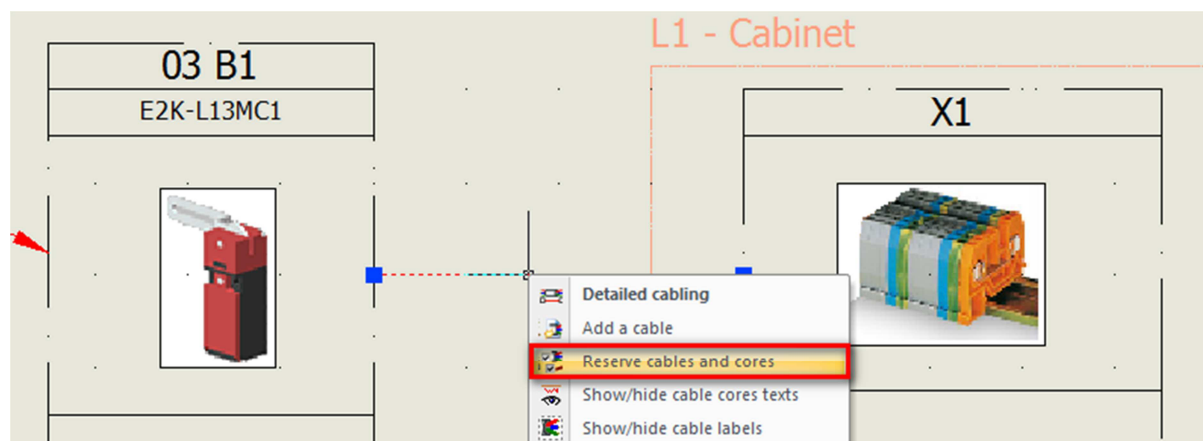 L1 - Cabinet
03 B1
E2K-L13MC1
X1
Detailed cabling
Add a cable
Reserve cables and cores
Show/hide cable cores texts
Show/hide cable labels